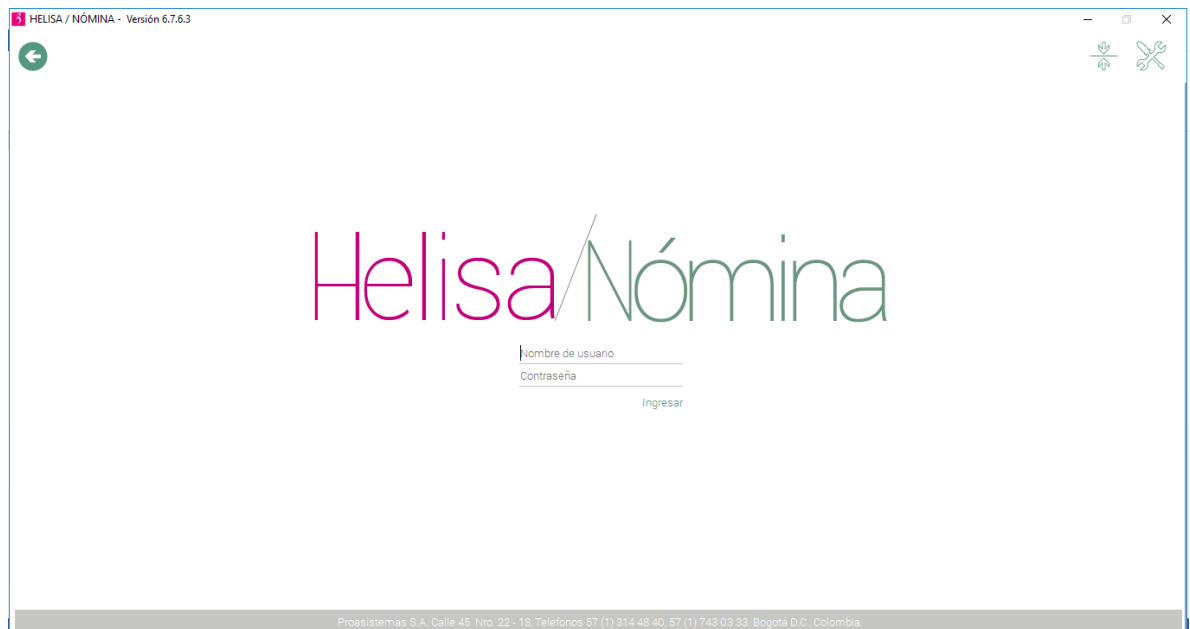 HELISA / NÓMINA - Versión 6.7.6.3
Helisa/Nómina
Nombre de usuario
Contraseña
Ingresar
Proasistemas S.A. Calle 45 Nro. 22 - 18, Teléfonos 57 (1) 314 48 40, 57 (1) 743 03 33. Bogotá D.C., Colombia.